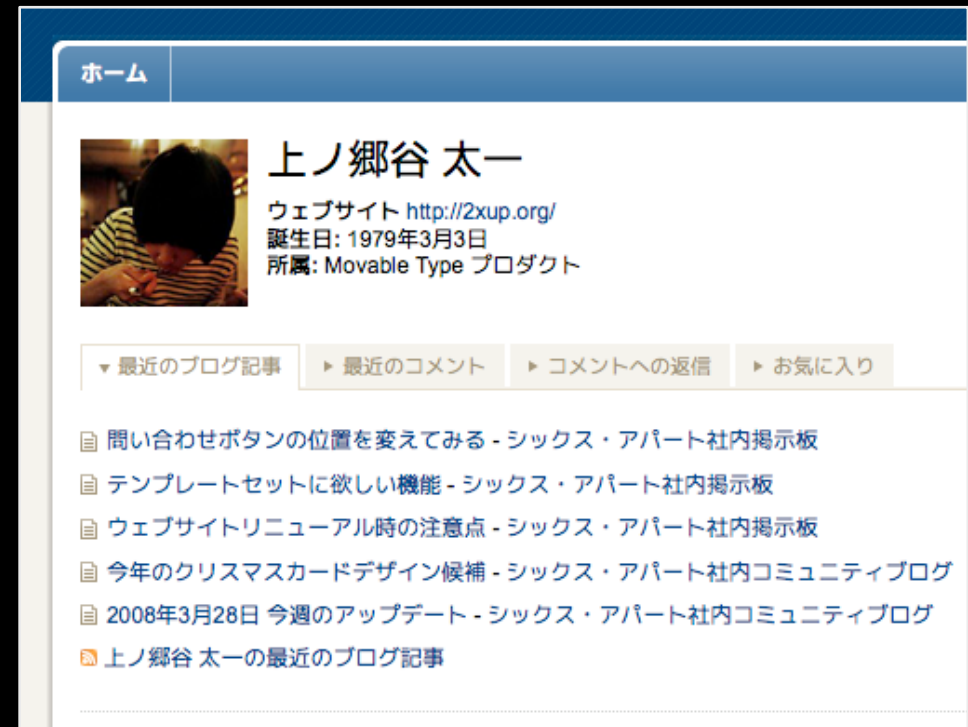 ホーム
上ノ郷谷 太一
ウェブサイト http://2xup.org/
誕生日: 1979年3月3日
所属: Movable Type プロダクト
▼ 最近のブログ記事 ▶ 最近のコメント ▶ コメントへの返信 ▶ お気に入り
問い合わせボタンの位置を変えてみる - シックス・アパート社内掲示板
テンプレートセットに欲しい機能 - シックス・アパート社内掲示板
ウェブサイトリニューアル時の注意点 - シックス・アパート社内掲示板
今年のクリスマスカードデザイン候補 - シックス・アパート社内コミュニティブログ
2008年3月28日 今週のアップデート - シックス・アパート社内コミュニティブログ
上ノ郷谷 太一の最近のブログ記事